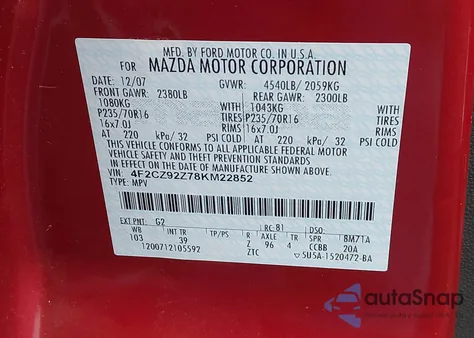 MFD. BY FORD MOTOR CO. IN U.S.A.
FOR MAZDA MOTOR CORPORATION
DATE: 12/07 GVWR: 4540LB/ 2059KG
FRONT GAWR: 2380LB REAR GAWR: 2300LB
1080KG WITH 1043KG WITH
P235/70R16 TIRES P235/70R16 TIRES
16x7.0J RIMS 16x7.0J RIMS
AT 220 kPa/ 32 PSI COLD AT 220 kPa/ 32 PSI COLD
THIS VEHICLE CONFORMS TO ALL APPLICABLE FEDERAL MOTOR
VEHICLE SAFETY AND THEFT PREVENTION STANDARDS
IN EFFECT ON THE DATE OF MANUFACTURE SHOWN ABOVE.
VIN: 4F2CZ92Z78KM22852
TYPE: MPV
EXT PNT: G2 RC: 81 DSO:
WB INT TR TP/PS R AXLE TR SPR BM71A
103 39 Z 96 4 CCBB 20A
1200712105592 ZTC 5U5A-1520472-BA
autoSnap